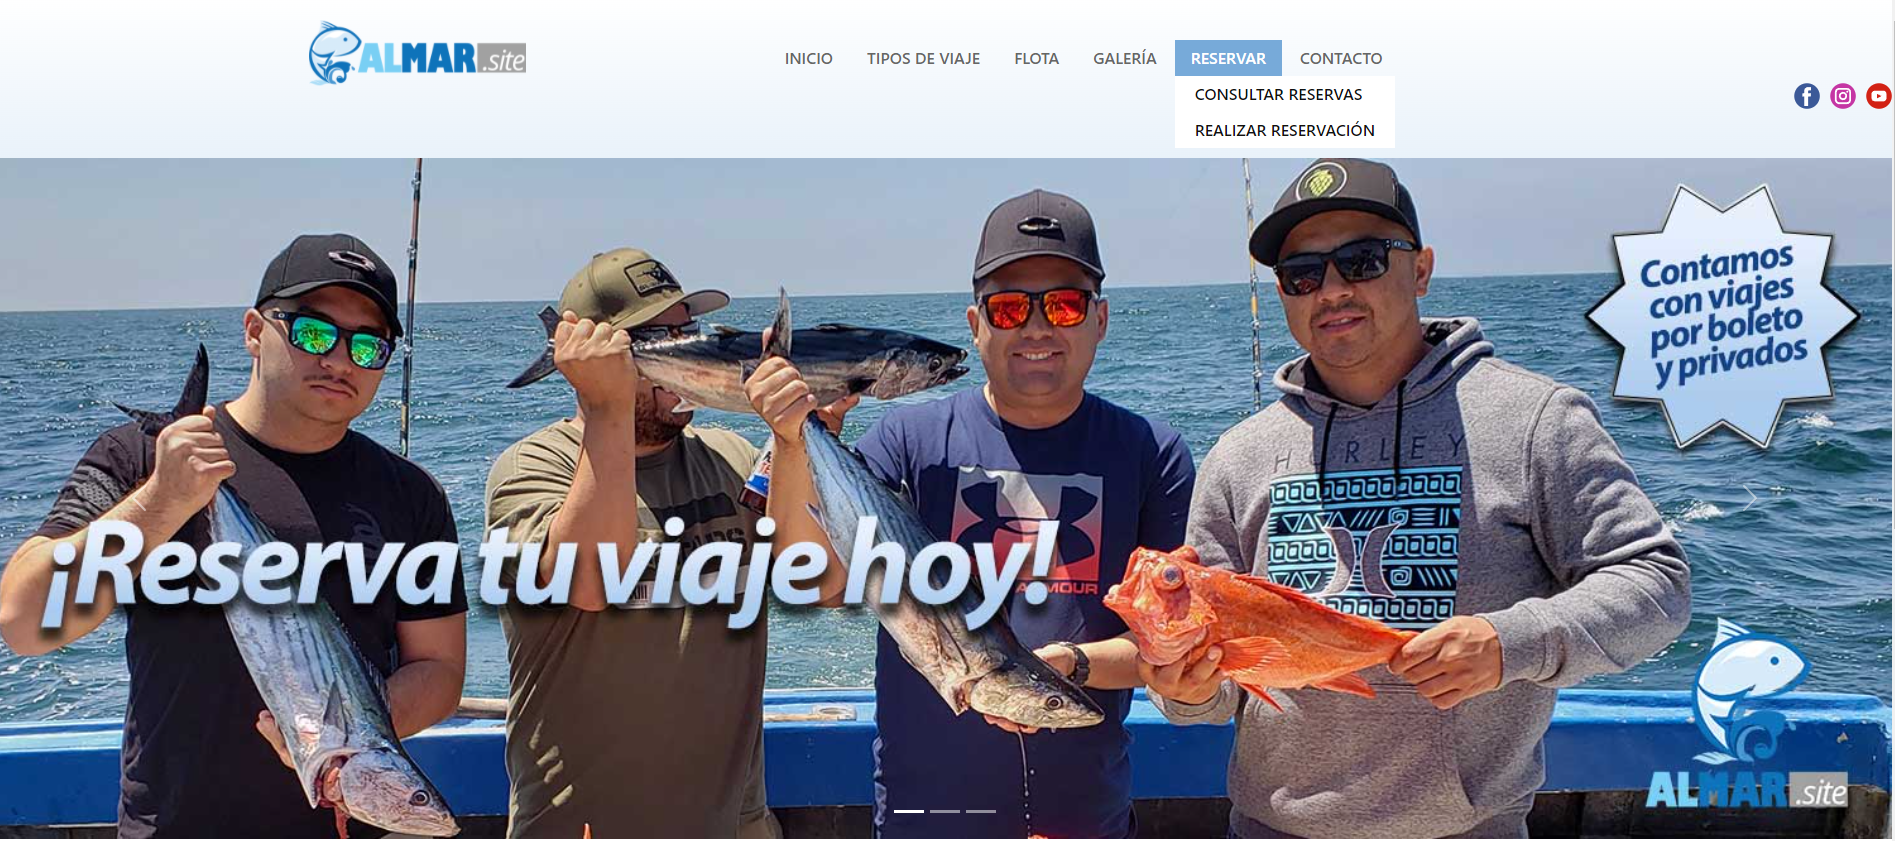 ALMAR.site
INICIO
TIPOS DE VIAJE
FLOTA
GALERÍA
RESERVAR
CONTACTO
CONSULTAR RESERVAS
REALIZAR RESERVACIÓN
Contamos
con viajes
por boleto
y privados
HURLEY
¡Reserva tu viaje hoy!
ALMAR.site